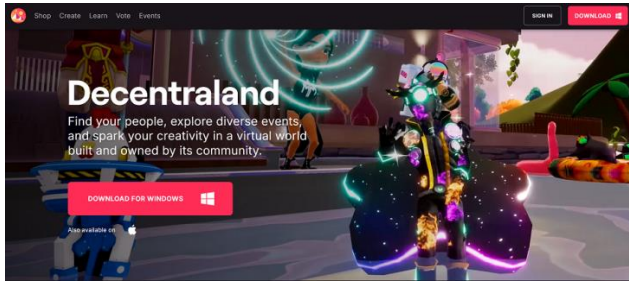 Shop Create Learn Vote Events
SIGN IN
DOWNLOAD
Decentraland
Find your people, explore diverse events,
and spark your creativity in a virtual world
built and owned by its community.
DOWNLOAD FOR WINDOWS
Also available on